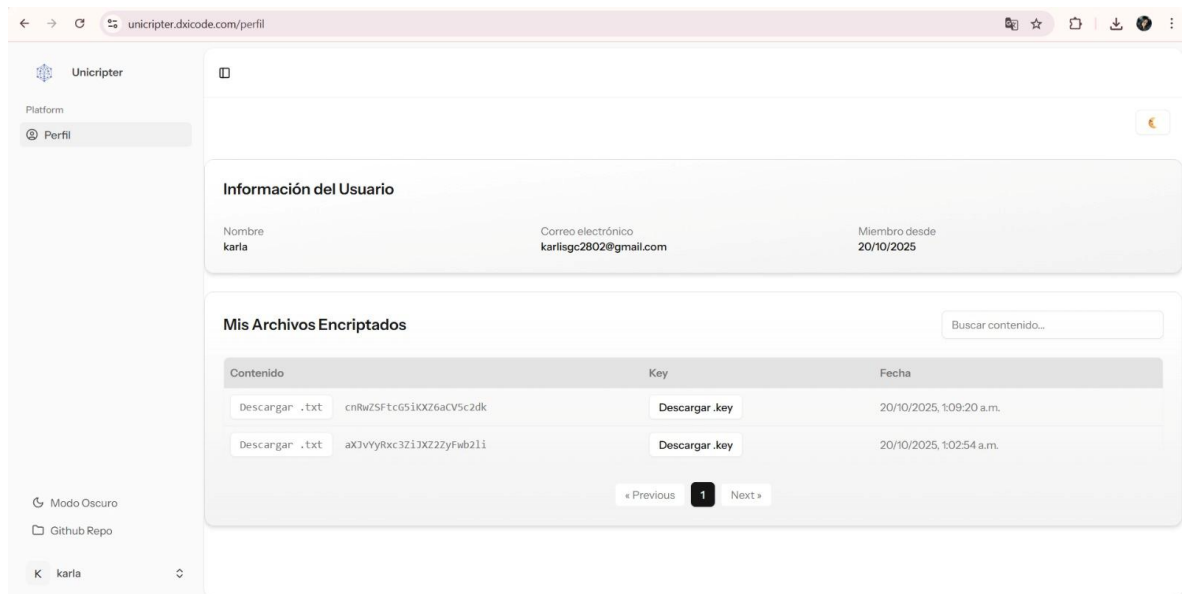 unicripter.dxicode.com/perfil
Unicripter
Platform
Perfil
Información del Usuario
Nombre
Correo electrónico
Miembro desde
karla
karlisgc2802@gmail.com
20/10/2025
Mis Archivos Encriptados
Buscar contenido...
Contenido
Key
Fecha
Descargar .txt cnRwZSFtcG5iKXZ6aCV5c2dk Descargar .key 20/10/2025, 1:09:20 a.m.
Descargar .txt aXJvYyRxc3ZiJXZ2ZyFwb2li Descargar .key 20/10/2025, 1:02:54 a.m.
« Previous 1 Next »
Modo Oscuro
Github Repo
K karla